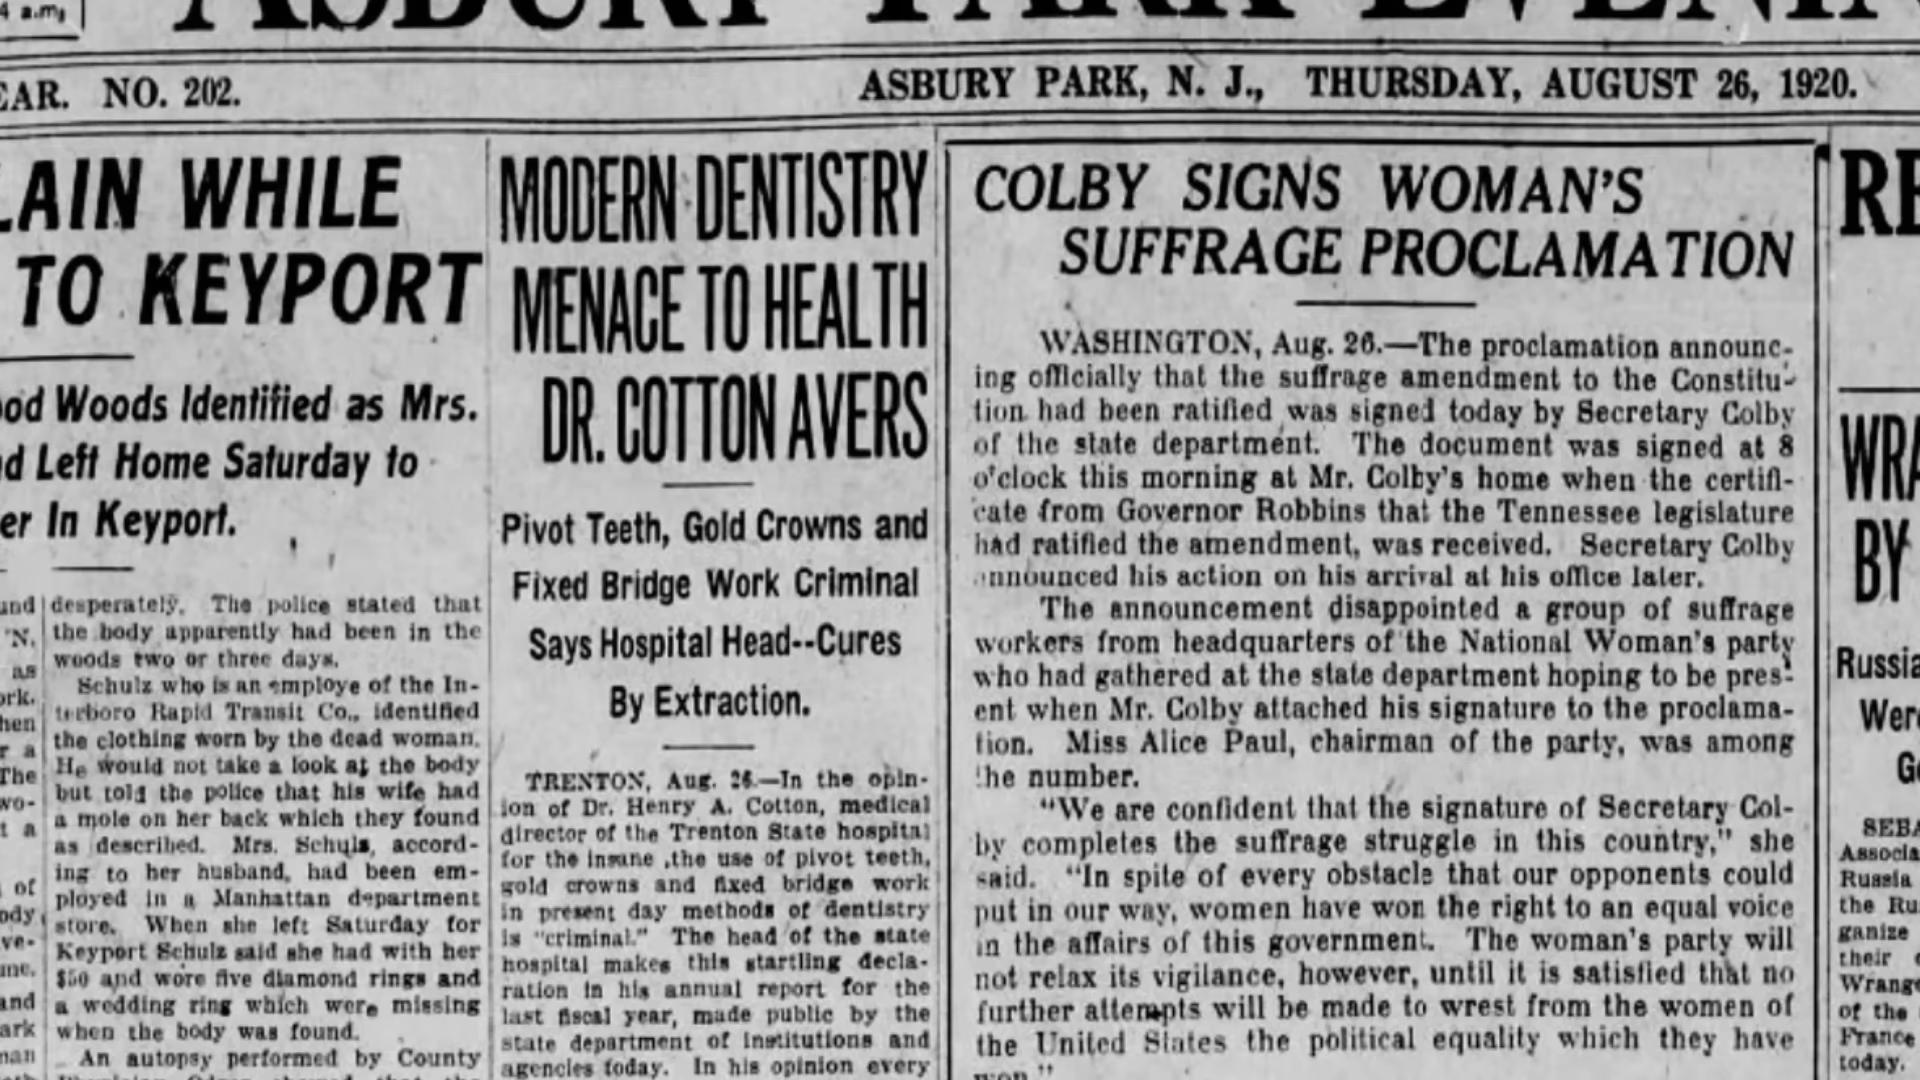 4 a.m.
ASBURY PARK EVENIN
EAR. NO. 202.
ASBURY PARK, N. J., THURSDAY, AUGUST 26, 1920.
LAIN WHILE
TO KEYPORT
ood Woods Identified as Mrs.
d Left Home Saturday to
er In Keyport.
und
'N.
as
ork.
hen
r a
The
wo-
t a
of
ody
ve-
me.
and
ark
man
desperately. The police stated that
the body apparently had been in the
woods two or three days.
Schulz who is an employe of the In-
terboro Rapid Transit Co., identified
the clothing worn by the dead woman.
He would not take a look at the body
but told the police that his wife had
a mole on her back which they found
as described. Mrs. Schuls, accord-
ing to her husband, had been em-
ployed in a Manhattan department
store. When she left Saturday for
Keyport Schulz said she had with her
$50 and wore five diamond rings and
a wedding ring which were missing
when the body was found.
An autopsy performed by County
MODERN DENTISTRY
MENACE TO HEALTH
DR. COTTON AVERS
Pivot Teeth, Gold Crowns and
Fixed Bridge Work Criminal
Says Hospital Head--Cures
By Extraction.
TRENTON, Aug. 26.—In the opin-
ion of Dr. Henry A. Cotton, medical
director of the Trenton State hospital
for the insane ,the use of pivot teeth,
gold crowns and fixed bridge work
in present day methods of dentistry
is "criminal." The head of the state
hospital makes this startling decla-
ration in his annual report for the
last fiscal year, made public by the
state department of institutions and
agencies today. In his opinion every
COLBY SIGNS WOMAN'S
SUFFRAGE PROCLAMATION
WASHINGTON, Aug. 26.—The proclamation announc-
ing officially that the suffrage amendment to the Constitu-
tion had been ratified was signed today by Secretary Colby
of the state department. The document was signed at 8
o'clock this morning at Mr. Colby's home when the certifi-
cate from Governor Robbins that the Tennessee legislature
had ratified the amendment, was received. Secretary Colby
announced his action on his arrival at his office later.
The announcement disappointed a group of suffrage
workers from headquarters of the National Woman's party
who had gathered at the state department hoping to be pres-
ent when Mr. Colby attached his signature to the proclama-
tion. Miss Alice Paul, chairman of the party, was among
the number.
"We are confident that the signature of Secretary Col-
by completes the suffrage struggle in this country," she
said. "In spite of every obstacle that our opponents could
put in our way, women have won the right to an equal voice
in the affairs of this government. The woman's party will
not relax its vigilance, however, until it is satisfied that no
further attempts will be made to wrest from the women of
the United States the political equality which they have
won."
RE
WRA
BY
Russia
Were
Ge
SEBA
Associa
Russia
the Ru
ganize
their
Wrange
of the
France
today.